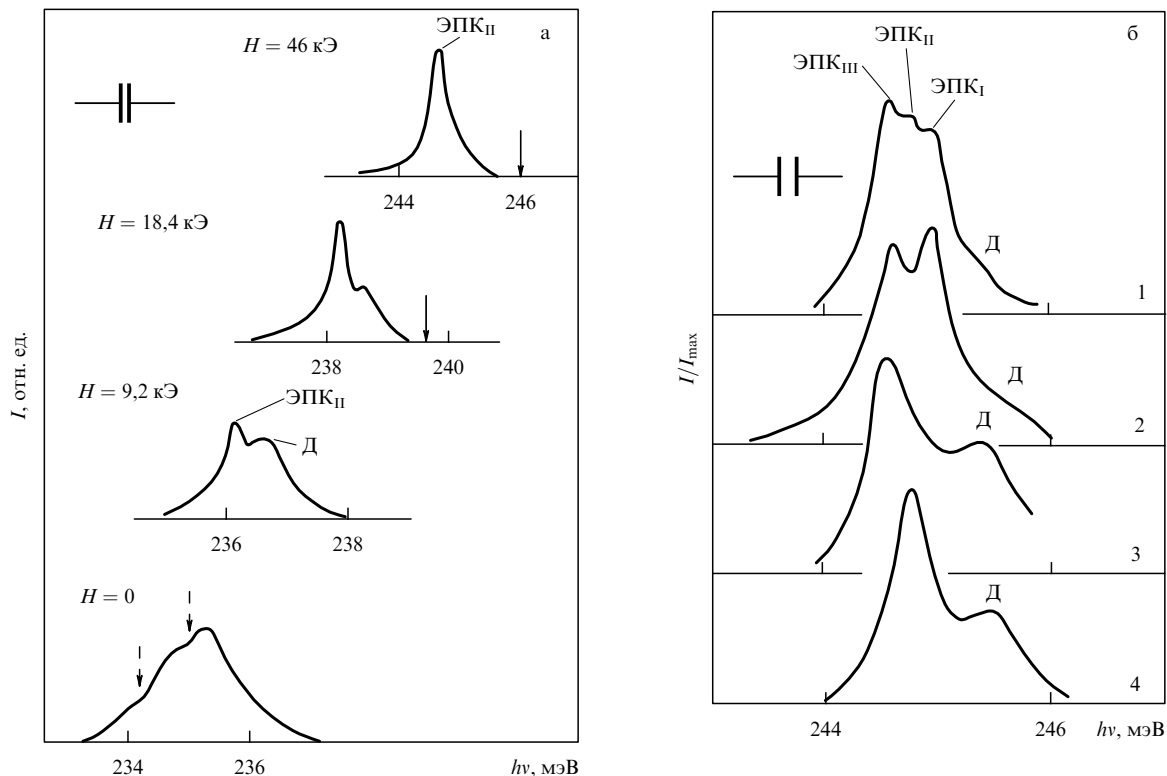 а
ЭПК_II
H = 46 кЭ
244 246
H = 18,4 кЭ
238 240
H = 9,2 кЭ
ЭПК_II
Д
236 238
H = 0
234 236 hν, мэВ
I, отн. ед.
б
ЭПК_II
ЭПК_III
ЭПК_I
Д
1
Д
2
Д
3
Д
4
244 246 hν, мэВ
I/I_max